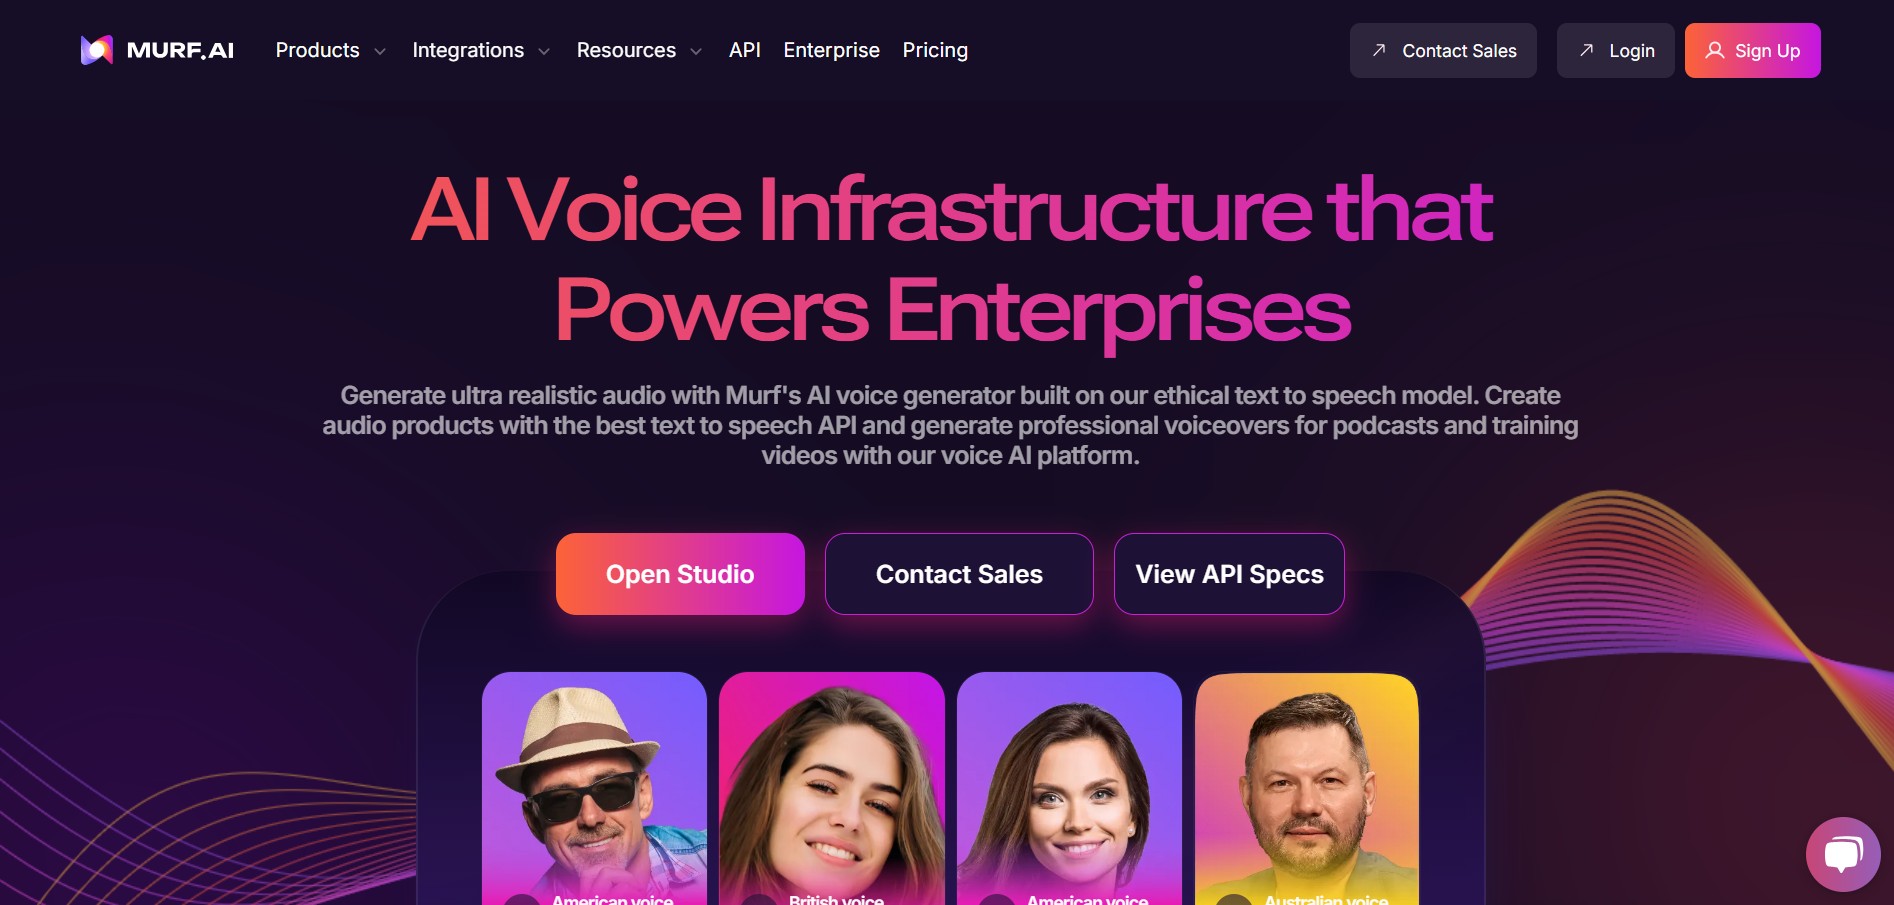 MURF.AI
Products
Integrations
Resources
API
Enterprise
Pricing
Contact Sales
Login
Sign Up
AI Voice Infrastructure that
Powers Enterprises
Generate ultra realistic audio with Murf's AI voice generator built on our ethical text to speech model. Create
audio products with the best text to speech API and generate professional voiceovers for podcasts and training
videos with our voice AI platform.
Open Studio
Contact Sales
View API Specs
American voice
British voice
American voice
Australian voice